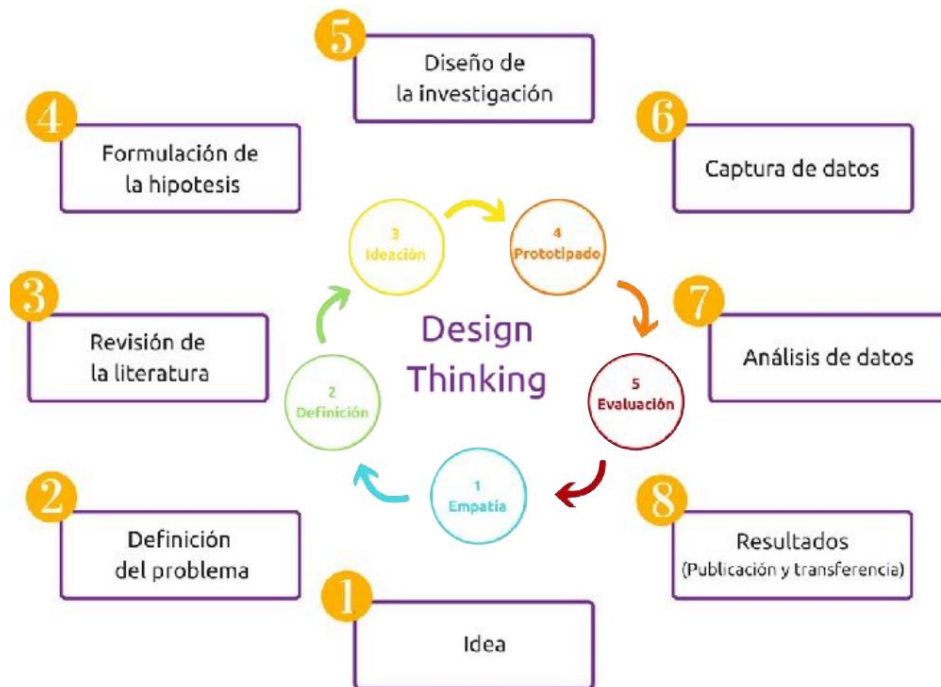 5
Diseño de
la investigación
4
Formulación de
la hipotesis
6
Captura de datos
3
Ideación
4
Prototipado
3
Revisión de
la literatura
Design
Thinking
7
Análisis de datos
2
Definición
5
Evaluación
1
Empatía
2
Definición
del problema
8
Resultados
(Publicación y transferencia)
1
Idea